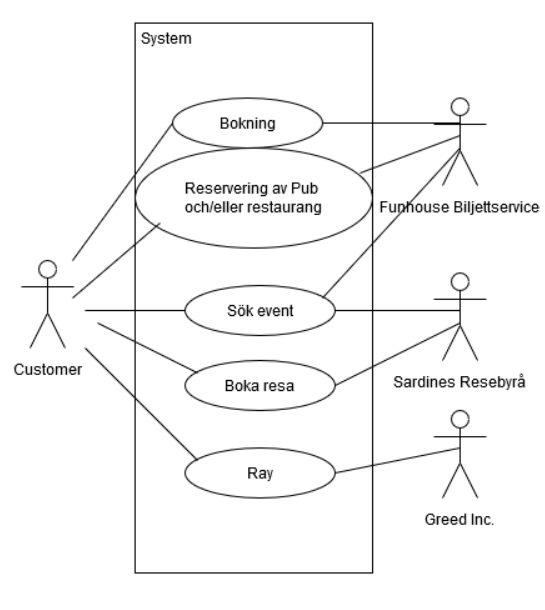 System
Bokning
Reservering av Pub
och/eller restaurang
Funhouse Biljettservice
Sök event
Customer
Boka resa
Sardines Resebyrå
Ray
Greed Inc.